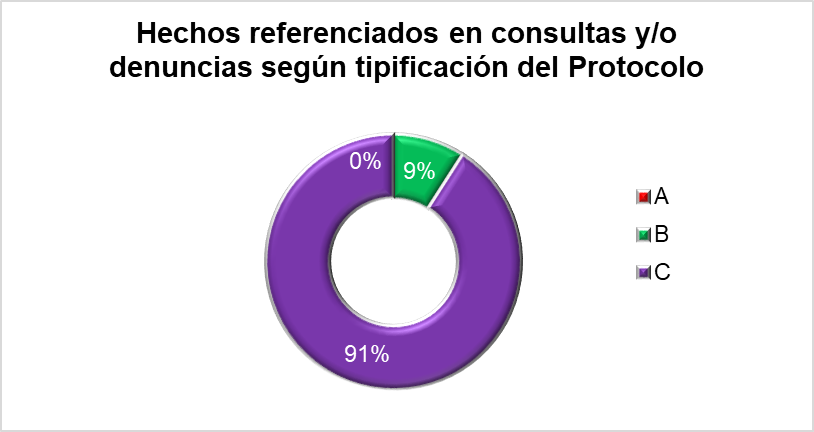 Hechos referenciados en consultas y/o
denuncias según tipificación del Protocolo
0%
9%
91%
A
B
C